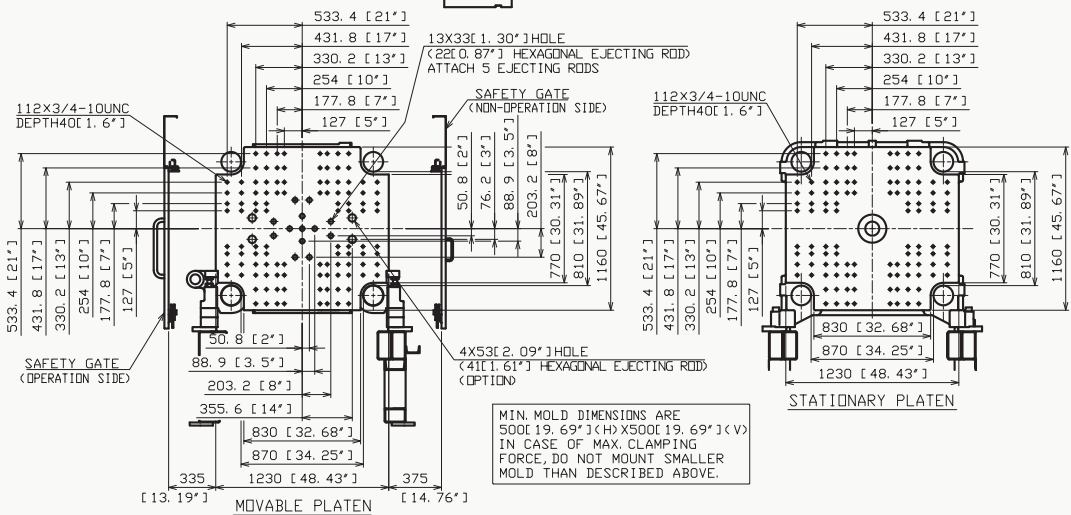 533.4 [21"]
431.8 [17"]
330.2 [13"]
254 [10"]
177.8 [7"]
127 [5"]
13X33[1.30"]HOLE
(22[0.87"] HEXAGONAL EJECTING ROD)
ATTACH 5 EJECTING RODS
SAFETY GATE
(NON-OPERATION SIDE)
112X3/4-10UNC
DEPTH40[1.6"]
533.4 [21"]
431.8 [17"]
330.2 [13"]
254 [10"]
177.8 [7"]
127 [5"]
50.8 [2"]
76.2 [3"]
88.9 [3.5"]
203.2 [8"]
770 [30.31"]
810 [31.89"]
1160 [45.67"]
SAFETY GATE
(OPERATION SIDE)
50.8 [2"]
88.9 [3.5"]
203.2 [8"]
355.6 [14"]
830 [32.68"]
870 [34.25"]
335
[13.19"]
1230 [48.43"]
375
[14.76"]
4X53[2.09"]HOLE
(41[1.61"] HEXAGONAL EJECTING ROD)
(OPTION)
MOVABLE PLATEN
MIN. MOLD DIMENSIONS ARE
500[19.69"](H)X500[19.69"](V)
IN CASE OF MAX. CLAMPING
FORCE, DO NOT MOUNT SMALLER
MOLD THAN DESCRIBED ABOVE.
533.4 [21"]
431.8 [17"]
330.2 [13"]
254 [10"]
177.8 [7"]
127 [5"]
112X3/4-10UNC
DEPTH40[1.6"]
533.4 [21"]
431.8 [17"]
330.2 [13"]
254 [10"]
177.8 [7"]
127 [5"]
770 [30.31"]
810 [31.89"]
1160 [45.67"]
830 [32.68"]
870 [34.25"]
1230 [48.43"]
STATIONARY PLATEN